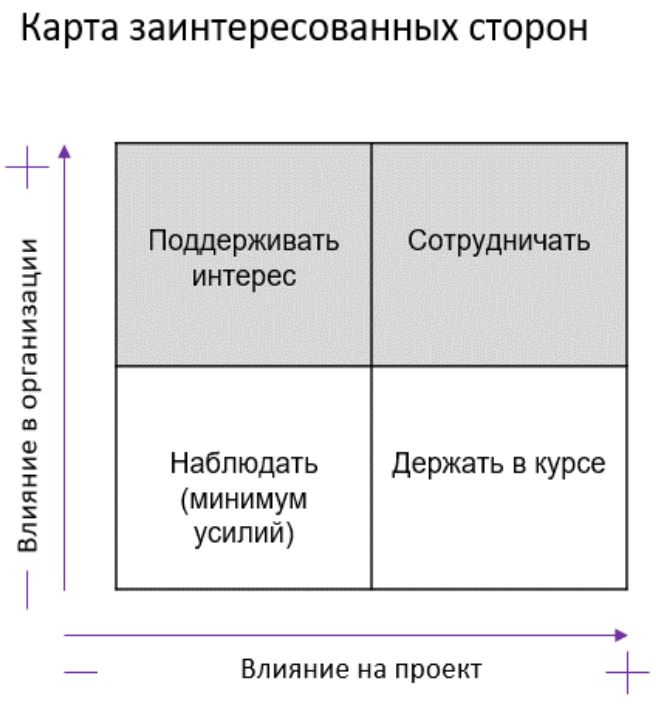 Карта заинтересованных сторон
Поддерживать
интерес
Сотрудничать
Влияние в организации
Наблюдать
(минимум
усилий)
Держать в курсе
Влияние на проект